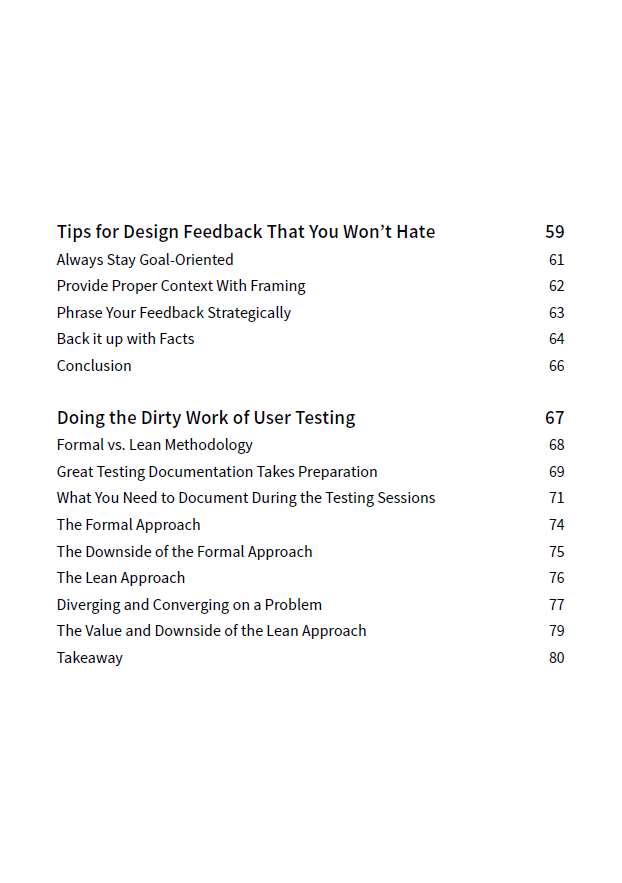 Tips for Design Feedback That You Won’t Hate 59
Always Stay Goal-Oriented 61
Provide Proper Context With Framing 62
Phrase Your Feedback Strategically 63
Back it up with Facts 64
Conclusion 66
Doing the Dirty Work of User Testing 67
Formal vs. Lean Methodology 68
Great Testing Documentation Takes Preparation 69
What You Need to Document During the Testing Sessions 71
The Formal Approach 74
The Downside of the Formal Approach 75
The Lean Approach 76
Diverging and Converging on a Problem 77
The Value and Downside of the Lean Approach 79
Takeaway 80